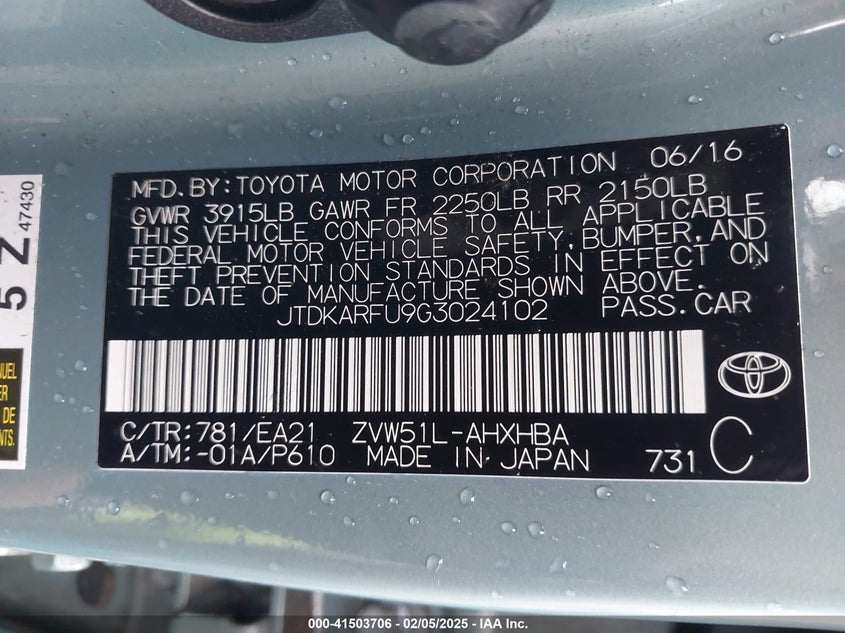 MFD. BY: TOYOTA MOTOR CORPORATION 06/16
GVWR 3915LB GAWR FR 2250LB RR 2150LB
THIS VEHICLE CONFORMS TO ALL APPLICABLE
FEDERAL MOTOR VEHICLE SAFETY, BUMPER, AND
THEFT PREVENTION STANDARDS IN EFFECT ON
THE DATE OF MANUFACTURE SHOWN ABOVE.
JTDKARFU9G3024102 PASS. CAR
C/TR: 781/EA21 ZVW51L-AHXHBA
A/TM: -01A/P610 MADE IN JAPAN 731 C
5 Z 47430
NUEL
ER
DE
000-41503706 - 02/05/2025 - IAA Inc.